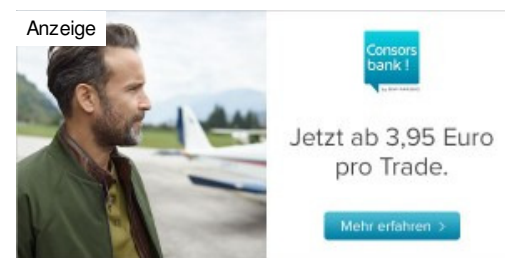 Anzeige
Consors
bank !
Jetzt ab 3,95 Euro
pro Trade.
Mehr erfahren >